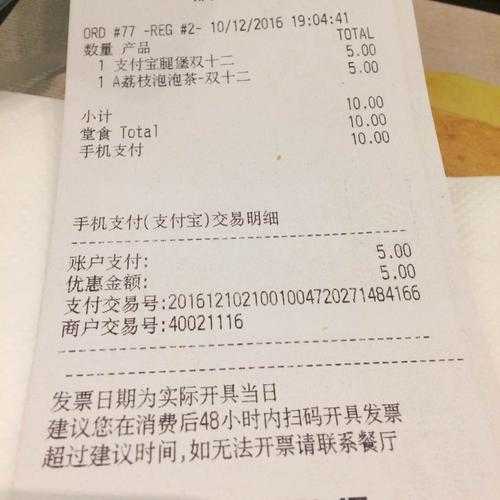 ORD #77 -REG #2- 10/12/2016 19:04:41
数量 产品 TOTAL
1 支付宝腿堡双十二 5.00
1 A荔枝泡泡茶-双十二 5.00
小计 10.00
堂食 Total 10.00
手机支付 10.00
手机支付(支付宝)交易明细
账户支付: 5.00
优惠金额: 5.00
支付交易号:2016121021001004720271484166
商户交易号:40021116
发票日期为实际开具当日
建议您在消费后48小时内扫码开具发票
超过建议时间,如无法开票请联系餐厅